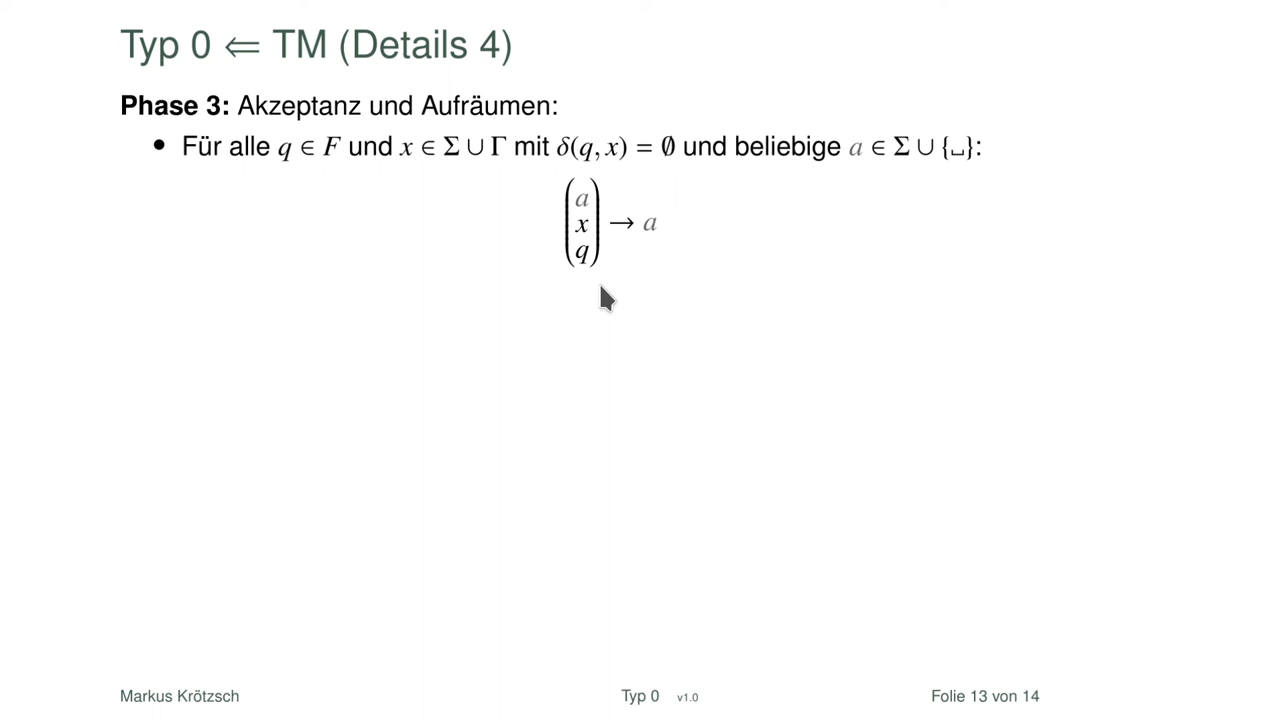 Typ 0 ⇐ TM (Details 4)
Phase 3: Akzeptanz und Aufräumen:
• Für alle q ∈ F und x ∈ Σ ∪ Γ mit δ(q, x) = ∅ und beliebige a ∈ Σ ∪ {␣}:
a
x → a
q
Markus Krötzsch Typ 0 v1.0 Folie 13 von 14